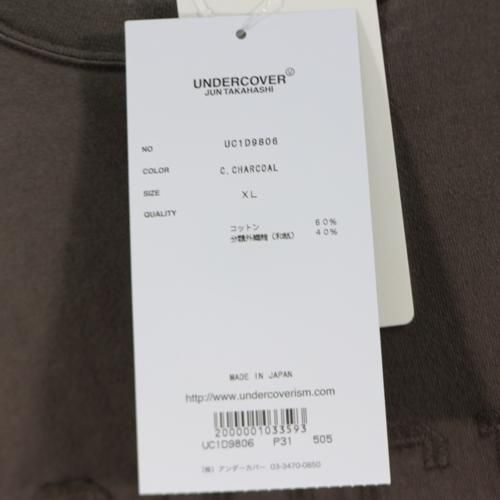 UNDERCOVER
JUN TAKAHASHI
NO UC1D9806
COLOR C.CHARCOAL
SIZE XL
QUALITY
コットン 60%
分類外繊維(和紙) 40%
MADE IN JAPAN
http://www.undercoverism.com
2000001033593
UC1D9806 P31 505
(株) アンダーカバー 03-3470-0850